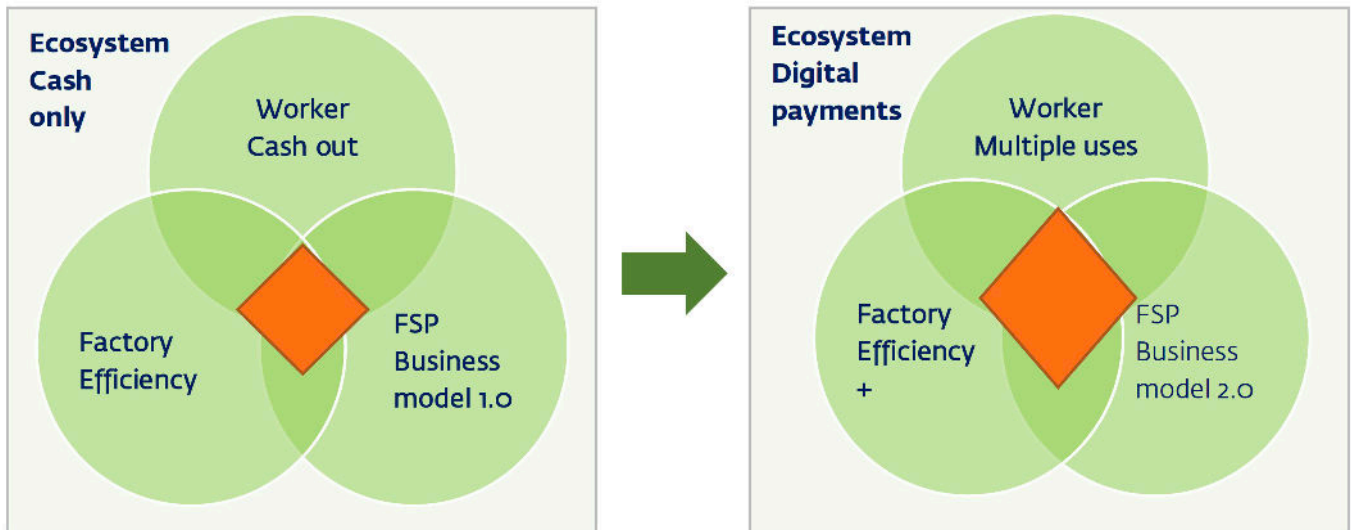 Ecosystem
Cash
only
Worker
Cash out
Factory
Efficiency
FSP
Business
model 1.0
Ecosystem
Digital
payments
Worker
Multiple uses
Factory
Efficiency
+
FSP
Business
model 2.0